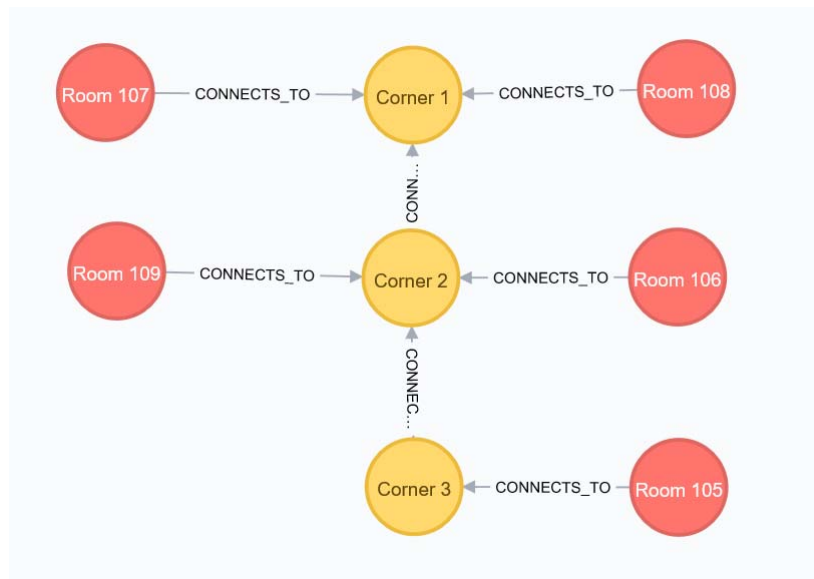 Room 107 CONNECTS_TO Corner 1 CONNECTS_TO Room 108
CONN...
Room 109 CONNECTS_TO Corner 2 CONNECTS_TO Room 106
CONNEC...
Corner 3 CONNECTS_TO Room 105